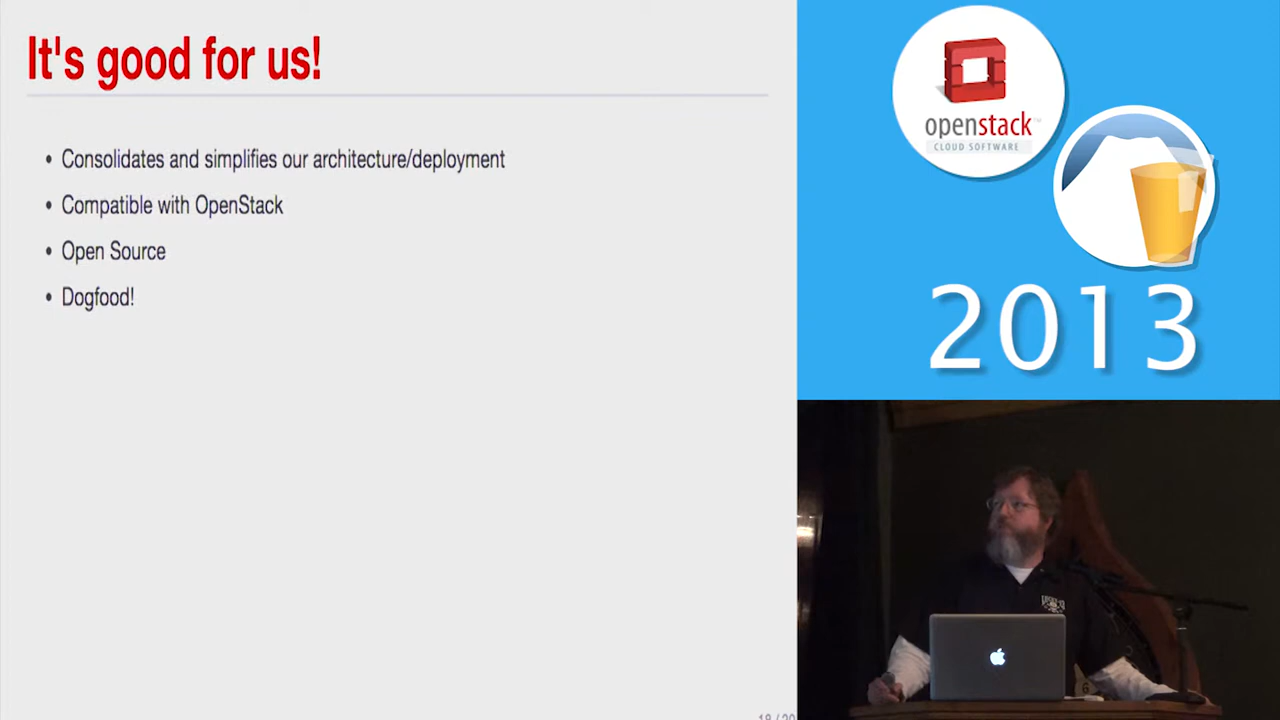 It's good for us!
• Consolidates and simplifies our architecture/deployment
• Compatible with OpenStack
• Open Source
• Dogfood!
openstack
CLOUD SOFTWARE
2013